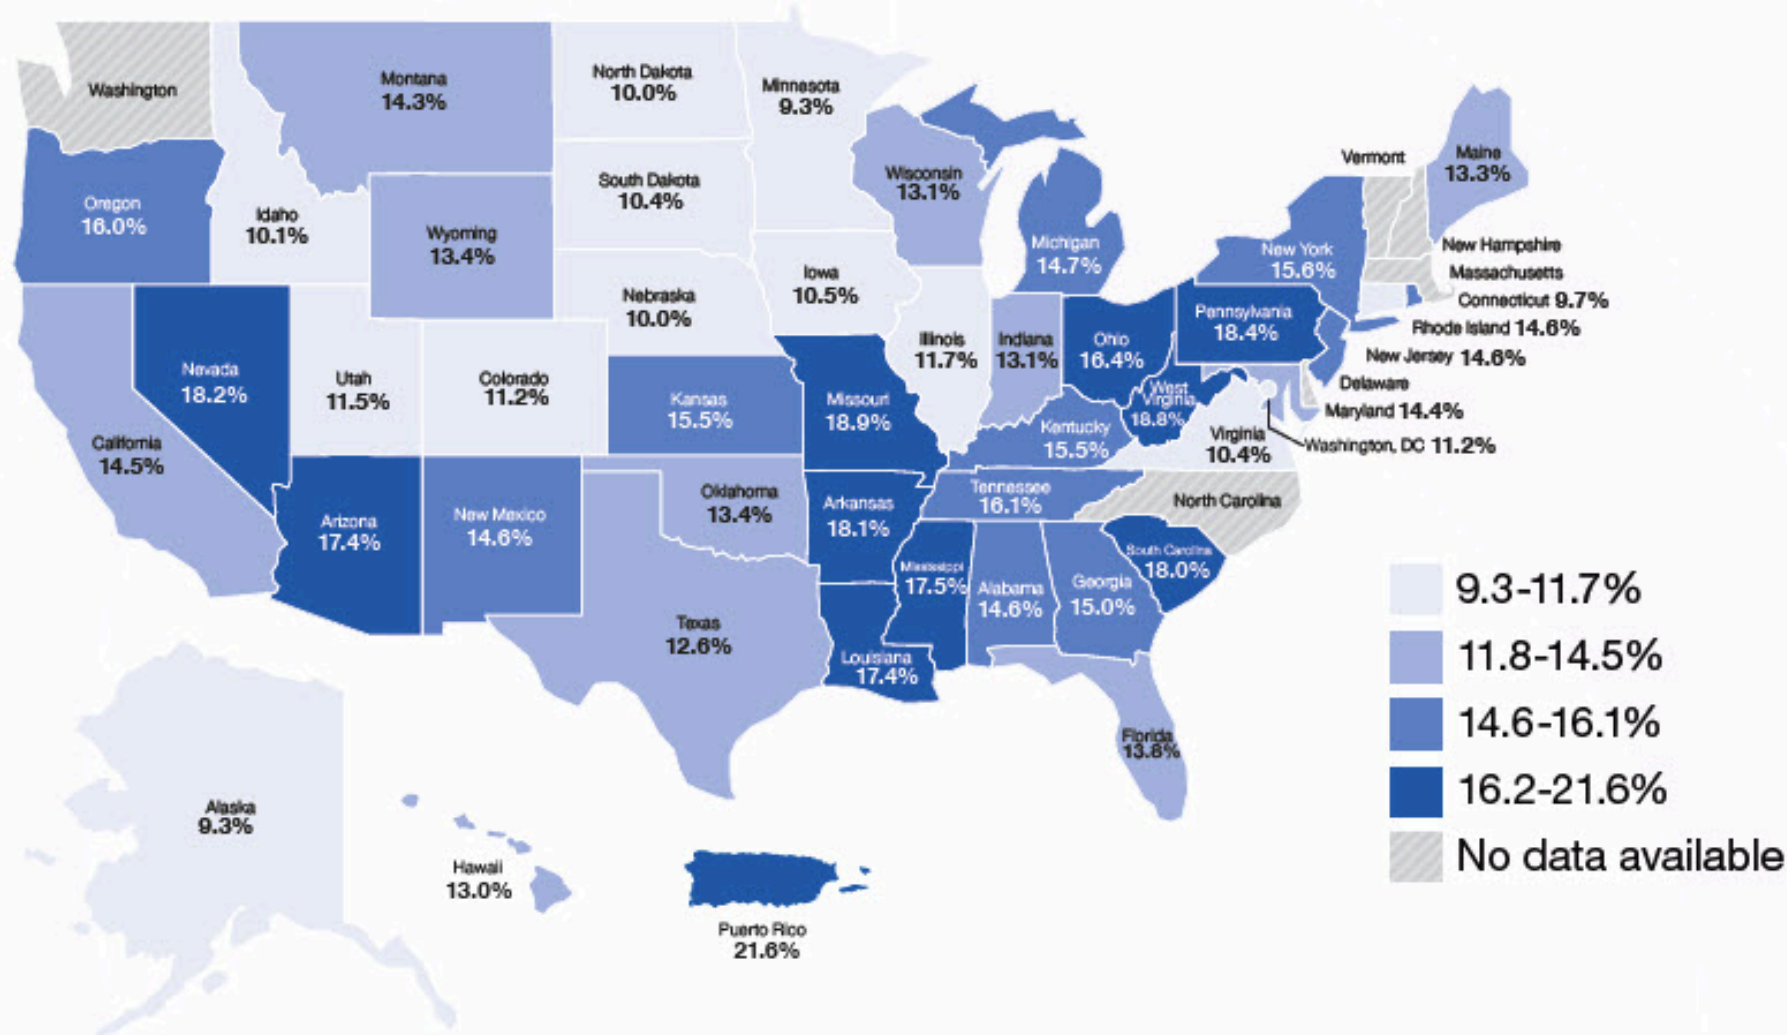 Washington
Montana
14.3%
North Dakota
10.0%
Minnesota
9.3%
Oregon
16.0%
Idaho
10.1%
Wyoming
13.4%
South Dakota
10.4%
Wisconsin
13.1%
Michigan
14.7%
Vermont
Maine
13.3%
New York
15.6%
New Hampshire
Massachusetts
Connecticut 9.7%
Rhode Island 14.6%
New Jersey 14.6%
Delaware
Maryland 14.4%
Washington, DC 11.2%
Nevada
18.2%
Utah
11.5%
Colorado
11.2%
Nebraska
10.0%
Iowa
10.5%
Illinois
11.7%
Indiana
13.1%
Ohio
16.4%
Pennsylvania
18.4%
California
14.5%
Kansas
15.5%
Missouri
18.9%
Kentucky
15.5%
West
Virginia
18.8%
Virginia
10.4%
Arizona
17.4%
New Mexico
14.6%
Oklahoma
13.4%
Arkansas
18.1%
Tennessee
16.1%
North Carolina
Texas
12.6%
Louisiana
17.4%
Mississippi
17.5%
Alabama
14.6%
Georgia
15.0%
South Carolina
18.0%
Florida
13.8%
Alaska
9.3%
Hawaii
13.0%
Puerto Rico
21.6%
9.3-11.7%
11.8-14.5%
14.6-16.1%
16.2-21.6%
No data available